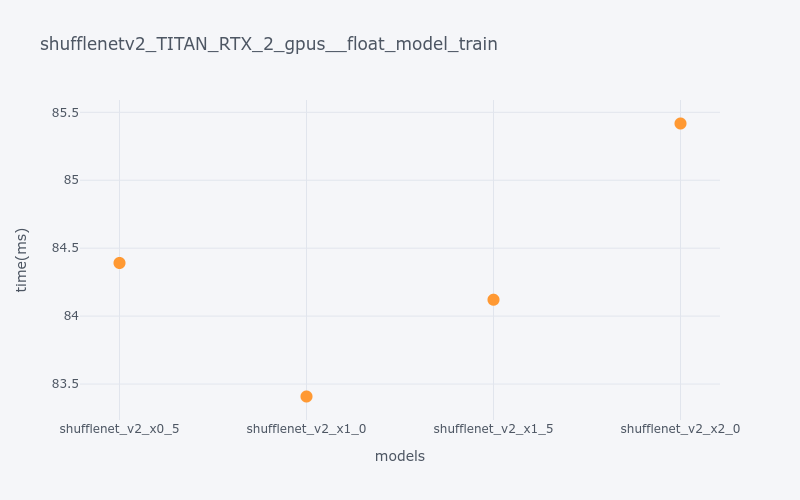 shufflenetv2_TITAN_RTX_2_gpus__float_model_train
85.5
85
84.5
84
83.5
time(ms)
shufflenet_v2_x0_5 shufflenet_v2_x1_0 shufflenet_v2_x1_5 shufflenet_v2_x2_0
models